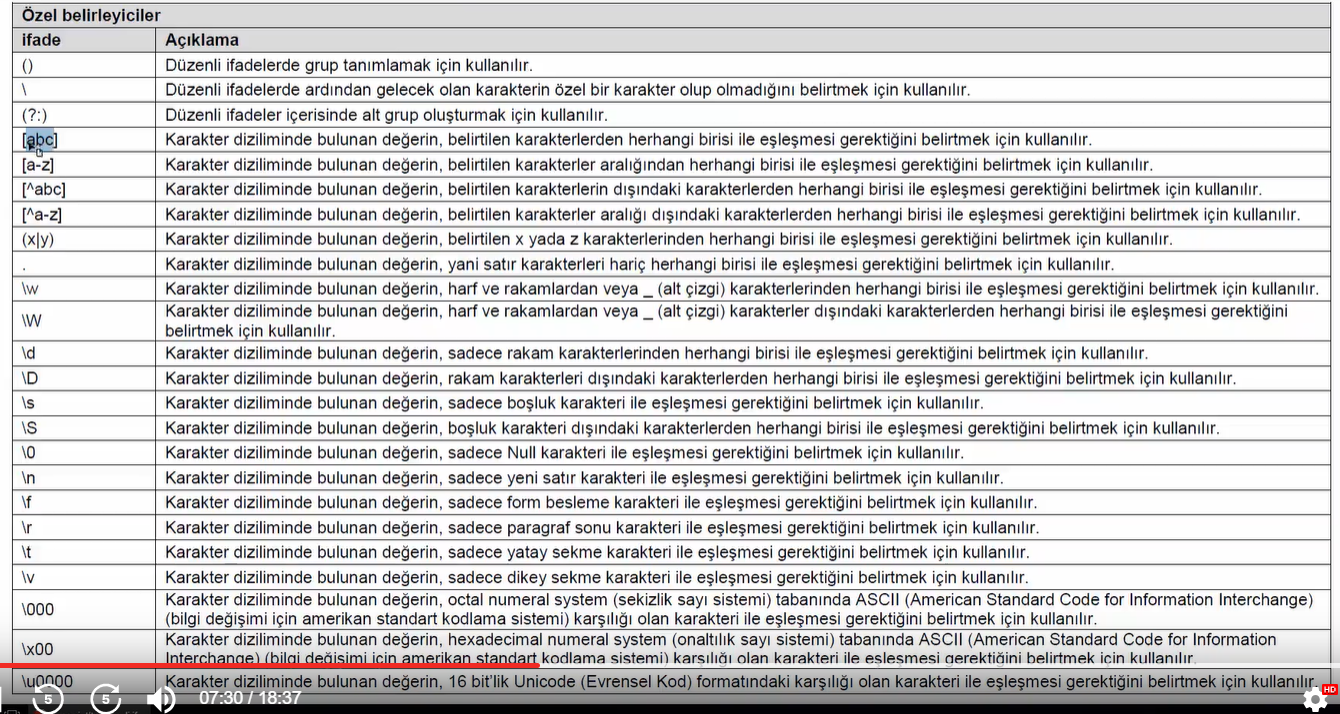 Özel belirleyiciler
ifade Açıklama
() Düzenli ifadelerde grup tanımlamak için kullanılır.
\ Düzenli ifadelerde ardından gelecek olan karakterin özel bir karakter olup olmadığını belirtmek için kullanılır.
(?:) Düzenli ifadeler içerisinde alt grup oluşturmak için kullanılır.
[abc] Karakter diziliminde bulunan değerin, belirtilen karakterlerden herhangi birisi ile eşleşmesi gerektiğini belirtmek için kullanılır.
[a-z] Karakter diziliminde bulunan değerin, belirtilen karakterler aralığından herhangi birisi ile eşleşmesi gerektiğini belirtmek için kullanılır.
[^abc] Karakter diziliminde bulunan değerin, belirtilen karakterlerin dışındaki karakterlerden herhangi birisi ile eşleşmesi gerektiğini belirtmek için kullanılır.
[^a-z] Karakter diziliminde bulunan değerin, belirtilen karakterler aralığı dışındaki karakterlerden herhangi birisi ile eşleşmesi gerektiğini belirtmek için kullanılır.
(x|y) Karakter diziliminde bulunan değerin, belirtilen x yada z karakterlerinden herhangi birisi ile eşleşmesi gerektiğini belirtmek için kullanılır.
. Karakter diziliminde bulunan değerin, yani satır karakterleri hariç herhangi birisi ile eşleşmesi gerektiğini belirtmek için kullanılır.
\w Karakter diziliminde bulunan değerin, harf ve rakamlardan veya _ (alt çizgi) karakterlerinden herhangi birisi ile eşleşmesi gerektiğini belirtmek için kullanılır.
\W Karakter diziliminde bulunan değerin, harf ve rakamlardan veya _ (alt çizgi) karakterler dışındaki karakterlerden herhangi birisi ile eşleşmesi gerektiğini
belirtmek için kullanılır.
\d Karakter diziliminde bulunan değerin, sadece rakam karakterlerinden herhangi birisi ile eşleşmesi gerektiğini belirtmek için kullanılır.
\D Karakter diziliminde bulunan değerin, rakam karakterleri dışındaki karakterlerden herhangi birisi ile eşleşmesi gerektiğini belirtmek için kullanılır.
\s Karakter diziliminde bulunan değerin, sadece boşluk karakteri ile eşleşmesi gerektiğini belirtmek için kullanılır.
\S Karakter diziliminde bulunan değerin, boşluk karakteri dışındaki karakterlerden herhangi birisi ile eşleşmesi gerektiğini belirtmek için kullanılır.
\0 Karakter diziliminde bulunan değerin, sadece Null karakteri ile eşleşmesi gerektiğini belirtmek için kullanılır.
\n Karakter diziliminde bulunan değerin, sadece yeni satır karakteri ile eşleşmesi gerektiğini belirtmek için kullanılır.
\f Karakter diziliminde bulunan değerin, sadece form besleme karakteri ile eşleşmesi gerektiğini belirtmek için kullanılır.
\r Karakter diziliminde bulunan değerin, sadece paragraf sonu karakteri ile eşleşmesi gerektiğini belirtmek için kullanılır.
\t Karakter diziliminde bulunan değerin, sadece yatay sekme karakteri ile eşleşmesi gerektiğini belirtmek için kullanılır.
\v Karakter diziliminde bulunan değerin, sadece dikey sekme karakteri ile eşleşmesi gerektiğini belirtmek için kullanılır.
\000 Karakter diziliminde bulunan değerin, octal numeral system (sekizlik sayı sistemi) tabanında ASCII (American Standard Code for Information Interchange)
(bilgi değişimi için amerikan standart kodlama sistemi) karşılığı olan karakteri ile eşleşmesi gerektiğini belirtmek için kullanılır.
\x00 Karakter diziliminde bulunan değerin, hexadecimal numeral system (onaltılık sayı sistemi) tabanında ASCII (American Standard Code for Information
Interchange) (bilgi değişimi için amerikan standart kodlama sistemi) karşılığı olan karakteri ile eşleşmesi gerektiğini belirtmek için kullanılır.
\u0000 Karakter diziliminde bulunan değerin, 16 bit'lik Unicode (Evrensel Kod) formatındaki karşılığı olan karakteri ile eşleşmesi gerektiğini belirtmek için kullanılır.
5 5 07:30 / 18:37 HD